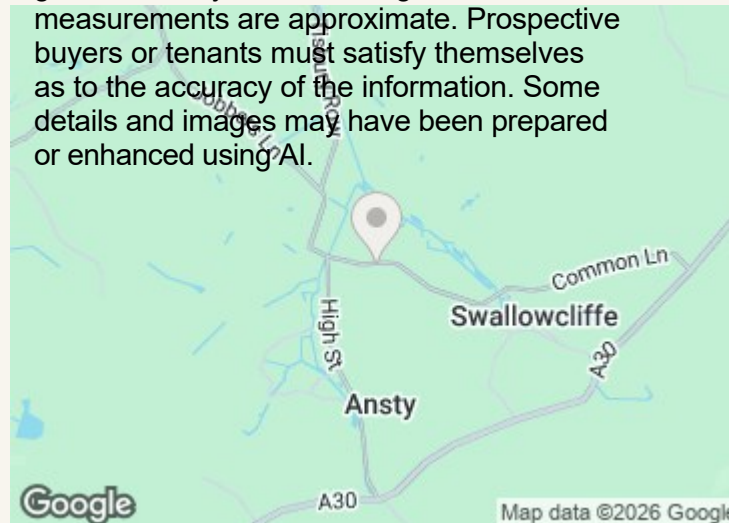 measurements are approximate. Prospective
buyers or tenants must satisfy themselves
as to the accuracy of the information. Some
details and images may have been prepared
or enhanced using AI.
Common Ln
Swallowcliffe
High St
A30
Ansty
A30
Google
Map data ©2026 Google